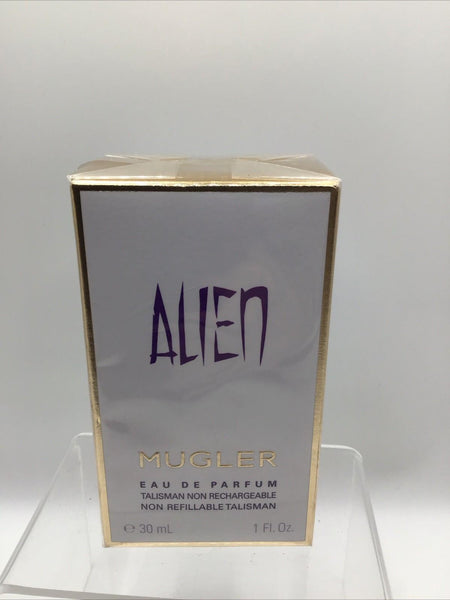 ALIEN
MUGLER
EAU DE PARFUM
TALISMAN NON RECHARGEABLE
NON REFILLABLE TALISMAN
℮ 30 mL 1 Fl. Oz.